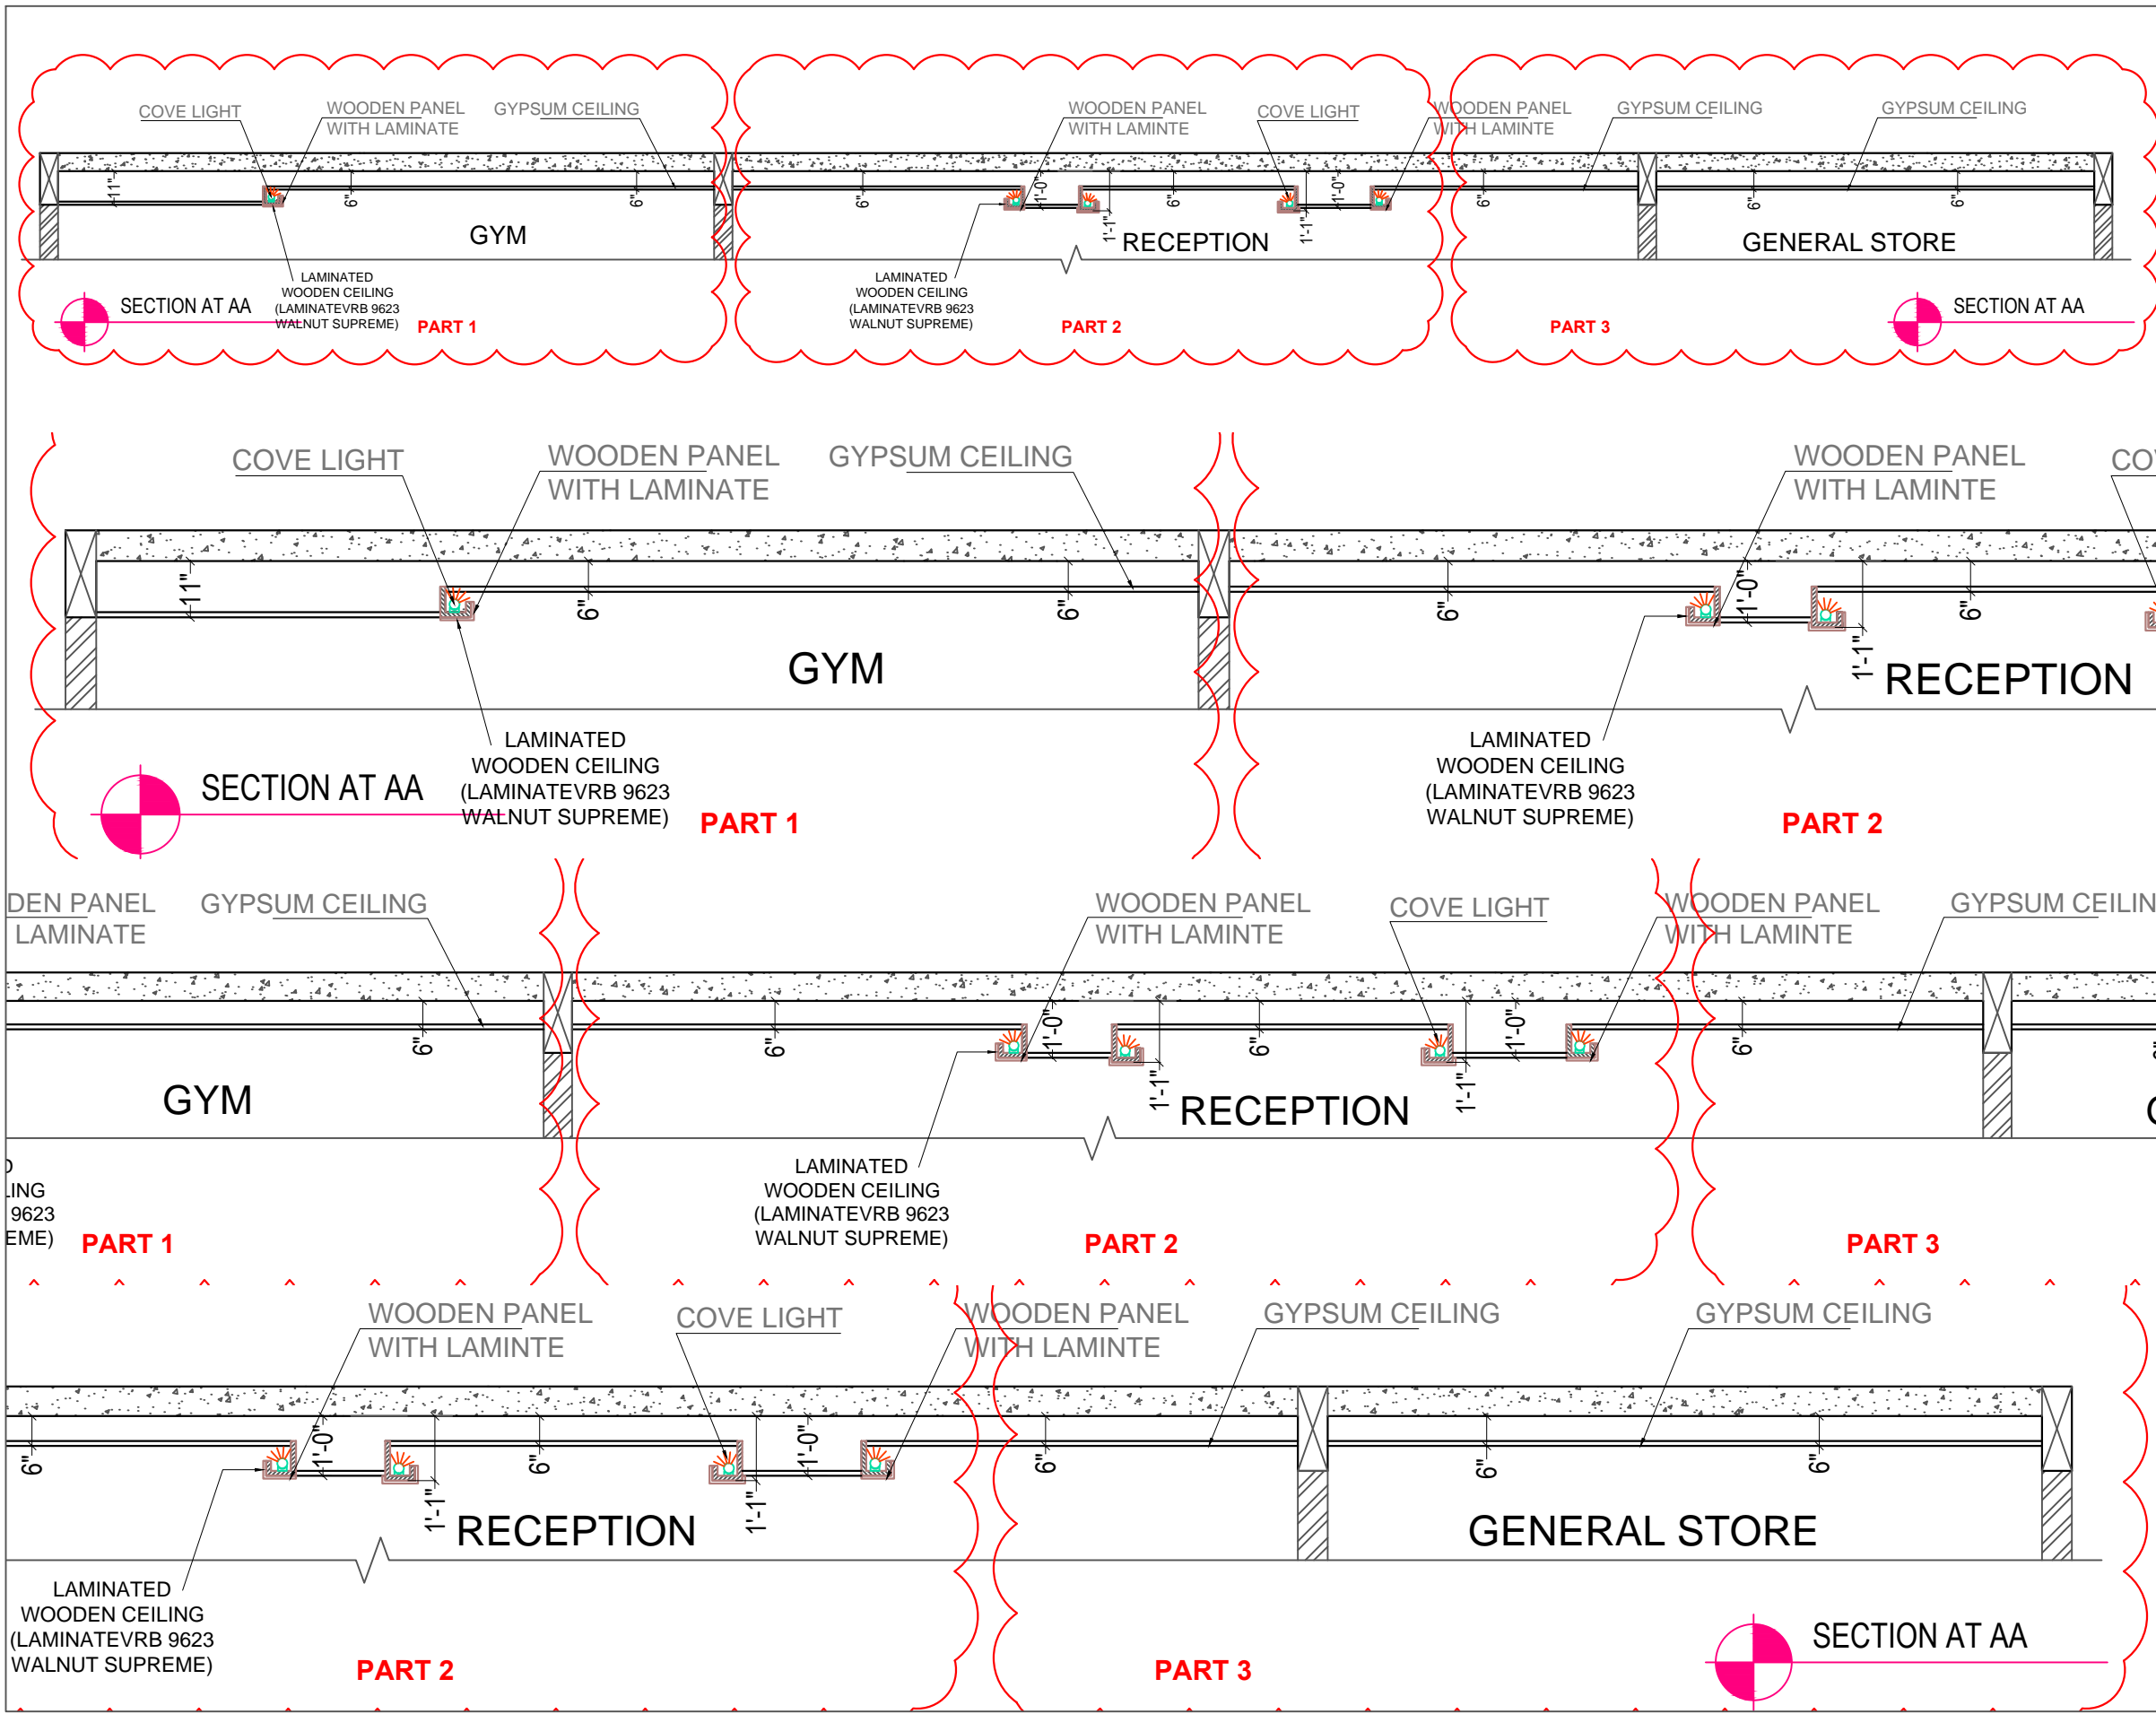 COVE LIGHT
WOODEN PANEL
WITH LAMINATE
GYPSUM CEILING
WOODEN PANEL
WITH LAMINTE
COVE LIGHT
WOODEN PANEL
WITH LAMINTE
GYPSUM CEILING
GYPSUM CEILING
11"
6"
6"
6"
1'-0"
1'-1"
6"
1'-1"
1'-0"
6"
6"
6"
GYM
RECEPTION
GENERAL STORE
LAMINATED
WOODEN CEILING
(LAMINATEVRB 9623
WALNUT SUPREME)
LAMINATED
WOODEN CEILING
(LAMINATEVRB 9623
WALNUT SUPREME)
SECTION AT AA
PART 1
PART 2
PART 3
SECTION AT AA
COVE LIGHT
WOODEN PANEL
WITH LAMINATE
GYPSUM CEILING
WOODEN PANEL
WITH LAMINTE
CO
11"
6"
6"
6"
1'-0"
1'-1"
6"
GYM
RECEPTION
LAMINATED
WOODEN CEILING
(LAMINATEVRB 9623
WALNUT SUPREME)
LAMINATED
WOODEN CEILING
(LAMINATEVRB 9623
WALNUT SUPREME)
SECTION AT AA
PART 1
PART 2
DEN PANEL
LAMINATE
GYPSUM CEILING
WOODEN PANEL
WITH LAMINTE
COVE LIGHT
WOODEN PANEL
WITH LAMINTE
GYPSUM CEILIN
6"
6"
1'-0"
1'-1"
6"
1'-1"
1'-0"
6"
GYM
RECEPTION
LING
9623
EME)
LAMINATED
WOODEN CEILING
(LAMINATEVRB 9623
WALNUT SUPREME)
PART 1
PART 2
PART 3
WOODEN PANEL
WITH LAMINTE
COVE LIGHT
WOODEN PANEL
WITH LAMINTE
GYPSUM CEILING
GYPSUM CEILING
6"
1'-0"
1'-1"
6"
1'-1"
1'-0"
6"
6"
6"
RECEPTION
GENERAL STORE
LAMINATED
WOODEN CEILING
(LAMINATEVRB 9623
WALNUT SUPREME)
PART 2
PART 3
SECTION AT AA